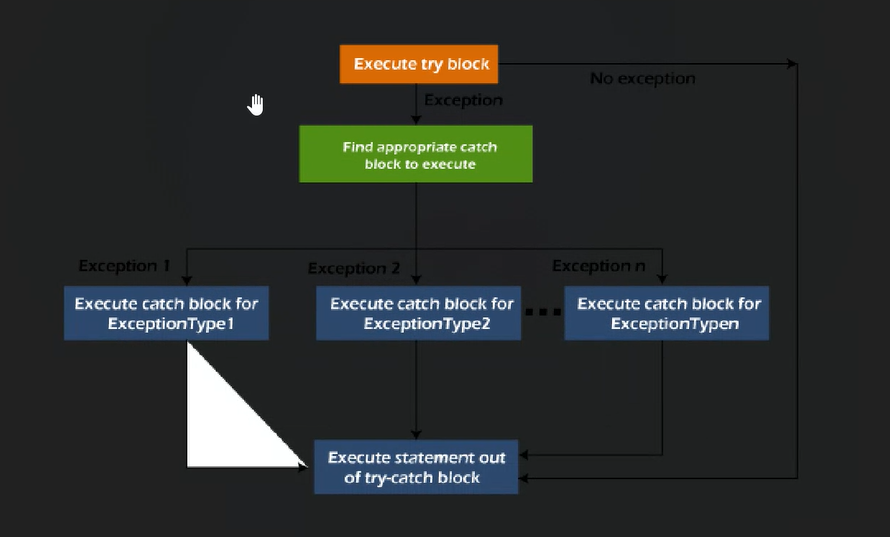 Execute try block
No exception
Exception
Find appropriate catch
block to execute
Exception 1
Exception 2
Exception n
Execute catch block for
ExceptionType1
Execute catch block for
ExceptionType2
Execute catch block for
ExceptionTypen
Execute statement out
of try-catch block